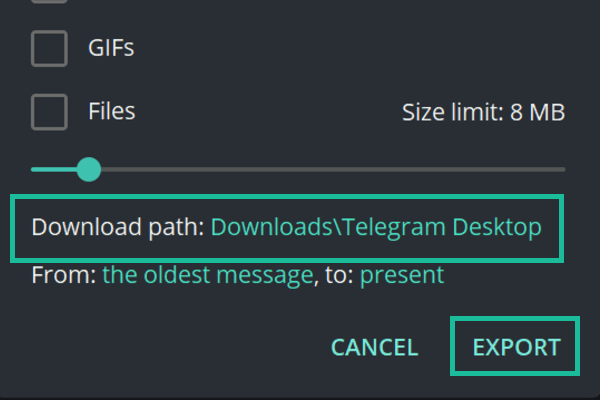 GIFs
Files
Size limit: 8 MB
Download path: Downloads\Telegram Desktop
From: the oldest message, to: present
CANCEL
EXPORT